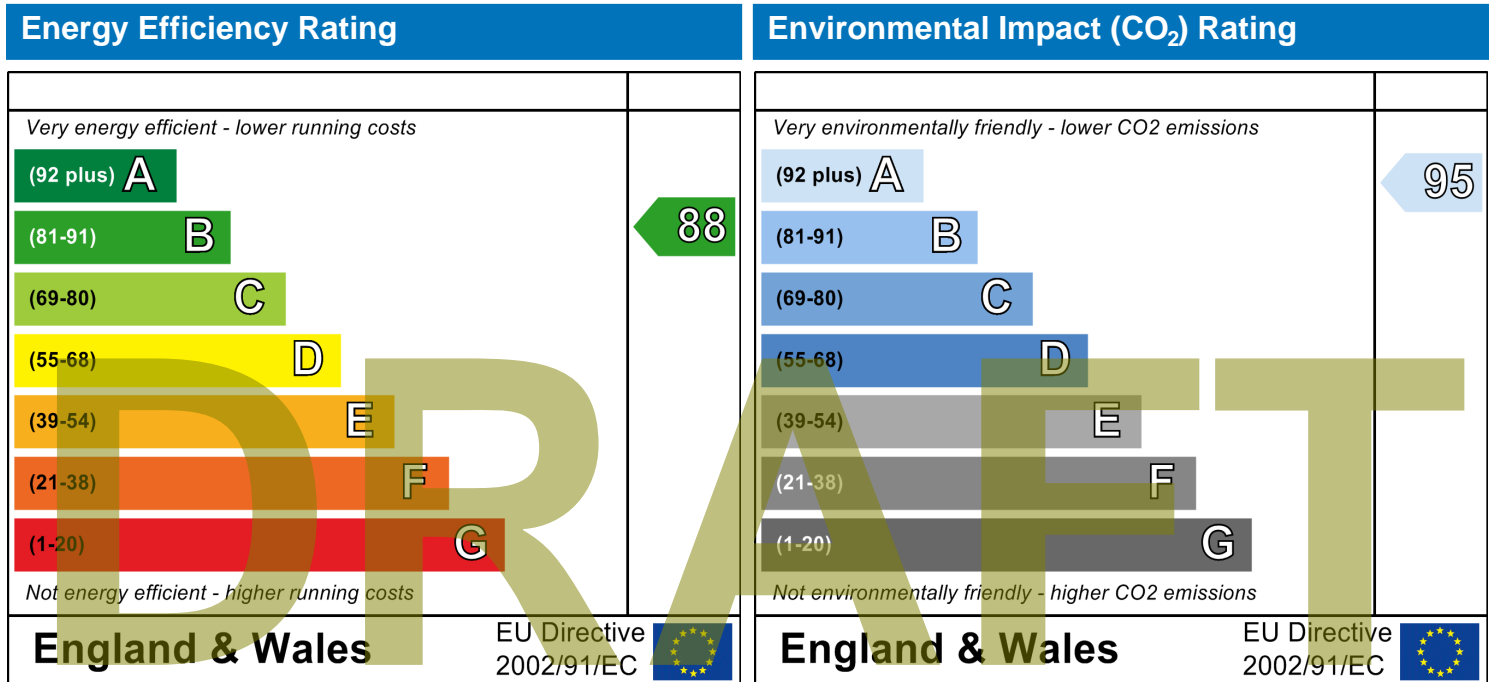 Energy Efficiency Rating
Very energy efficient - lower running costs
(92 plus) A
(81-91) B
88
(69-80) C
(55-68) D
(39-54) E
(21-38) F
(1-20) G
Not energy efficient - higher running costs
England & Wales
EU Directive
2002/91/EC
Environmental Impact (CO₂) Rating
Very environmentally friendly - lower CO2 emissions
(92 plus) A
95
(81-91) B
(69-80) C
(55-68) D
(39-54) E
(21-38) F
(1-20) G
Not environmentally friendly - higher CO2 emissions
England & Wales
EU Directive
2002/91/EC
DRAFT